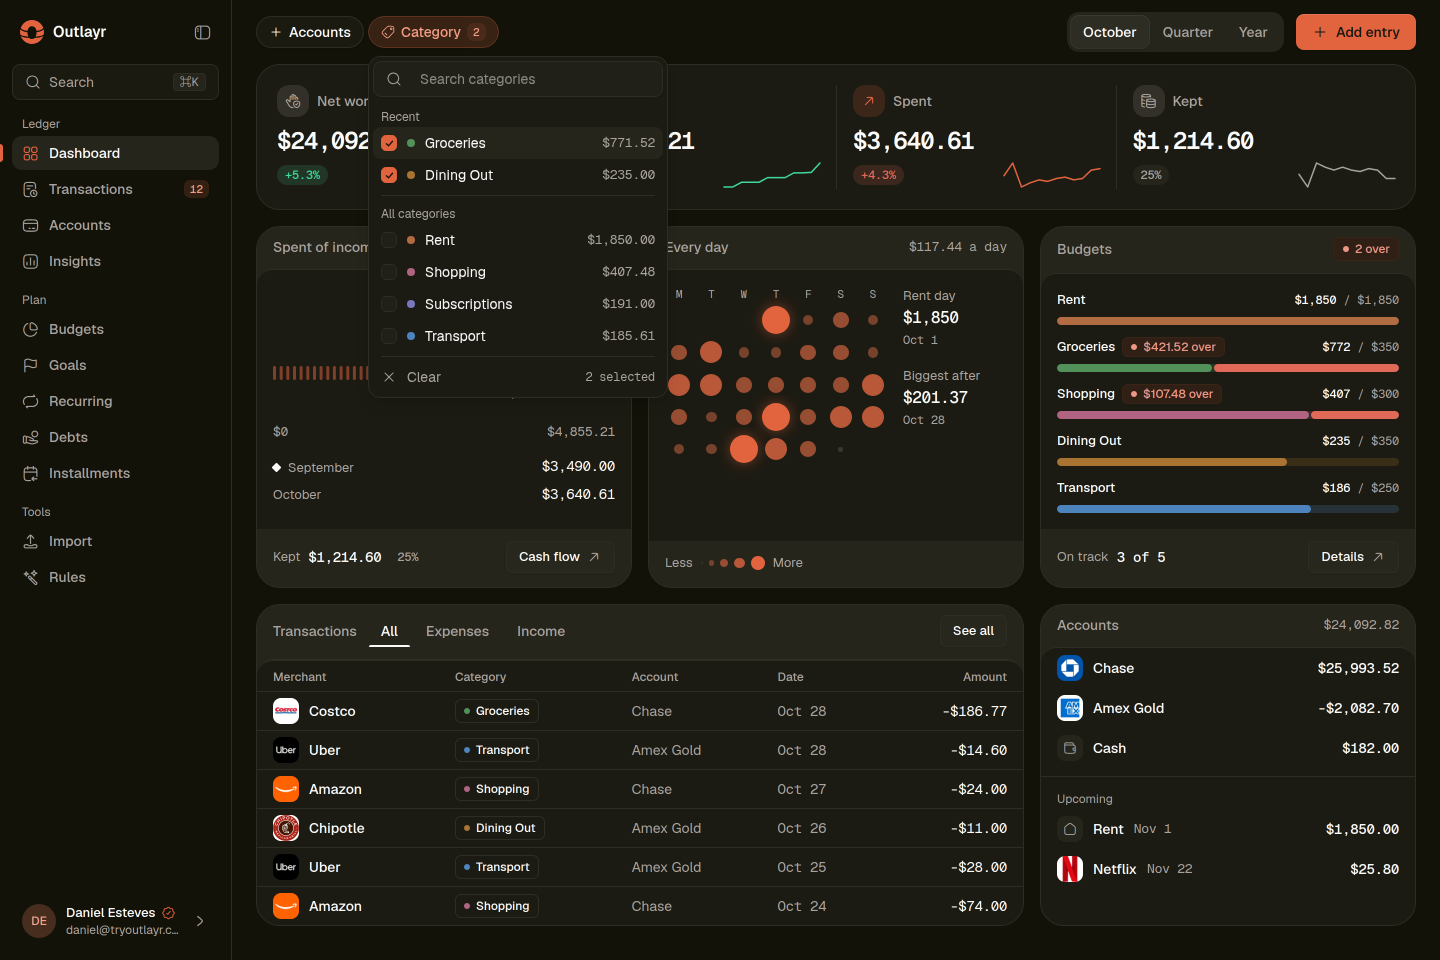 Outlayr
Search
⌘K
Ledger
Dashboard
Transactions
12
Accounts
Insights
Plan
Budgets
Goals
Recurring
Debts
Installments
Tools
Import
Rules
DE
Daniel Esteves
daniel@tryoutlayr.c...
+ Accounts
Category 2
October
Quarter
Year
+ Add entry
Search categories
Recent
Groceries $771.52
Dining Out $235.00
All categories
Rent $1,850.00
Shopping $407.48
Subscriptions $191.00
Transport $185.61
Clear 2 selected
Net wor
$24,092
+5.3%
21
Spent
$3,640.61
+4.3%
Kept
$1,214.60
25%
Spent of incom
$0 $4,855.21
September $3,490.00
October $3,640.61
Kept $1,214.60 25%
Cash flow
Every day $117.44 a day
M T W T F S S
Rent day
$1,850
Oct 1
Biggest after
$201.37
Oct 28
Less More
Budgets 2 over
Rent $1,850 / $1,850
Groceries $421.52 over $772 / $350
Shopping $107.48 over $407 / $300
Dining Out $235 / $350
Transport $186 / $250
On track 3 of 5
Details
Transactions All Expenses Income See all
Merchant Category Account Date Amount
Costco Costco Groceries Chase Oct 28 -$186.77
Uber Uber Transport Amex Gold Oct 28 -$14.60
Amazon Shopping Chase Oct 27 -$24.00
Chipotle Dining Out Amex Gold Oct 26 -$11.00
Uber Uber Transport Amex Gold Oct 25 -$28.00
Amazon Shopping Chase Oct 24 -$74.00
Accounts $24,092.82
Chase $25,993.52
AM
EX
Amex Gold -$2,082.70
Cash $182.00
Upcoming
Rent Nov 1 $1,850.00
N Netflix Nov 22 $25.80